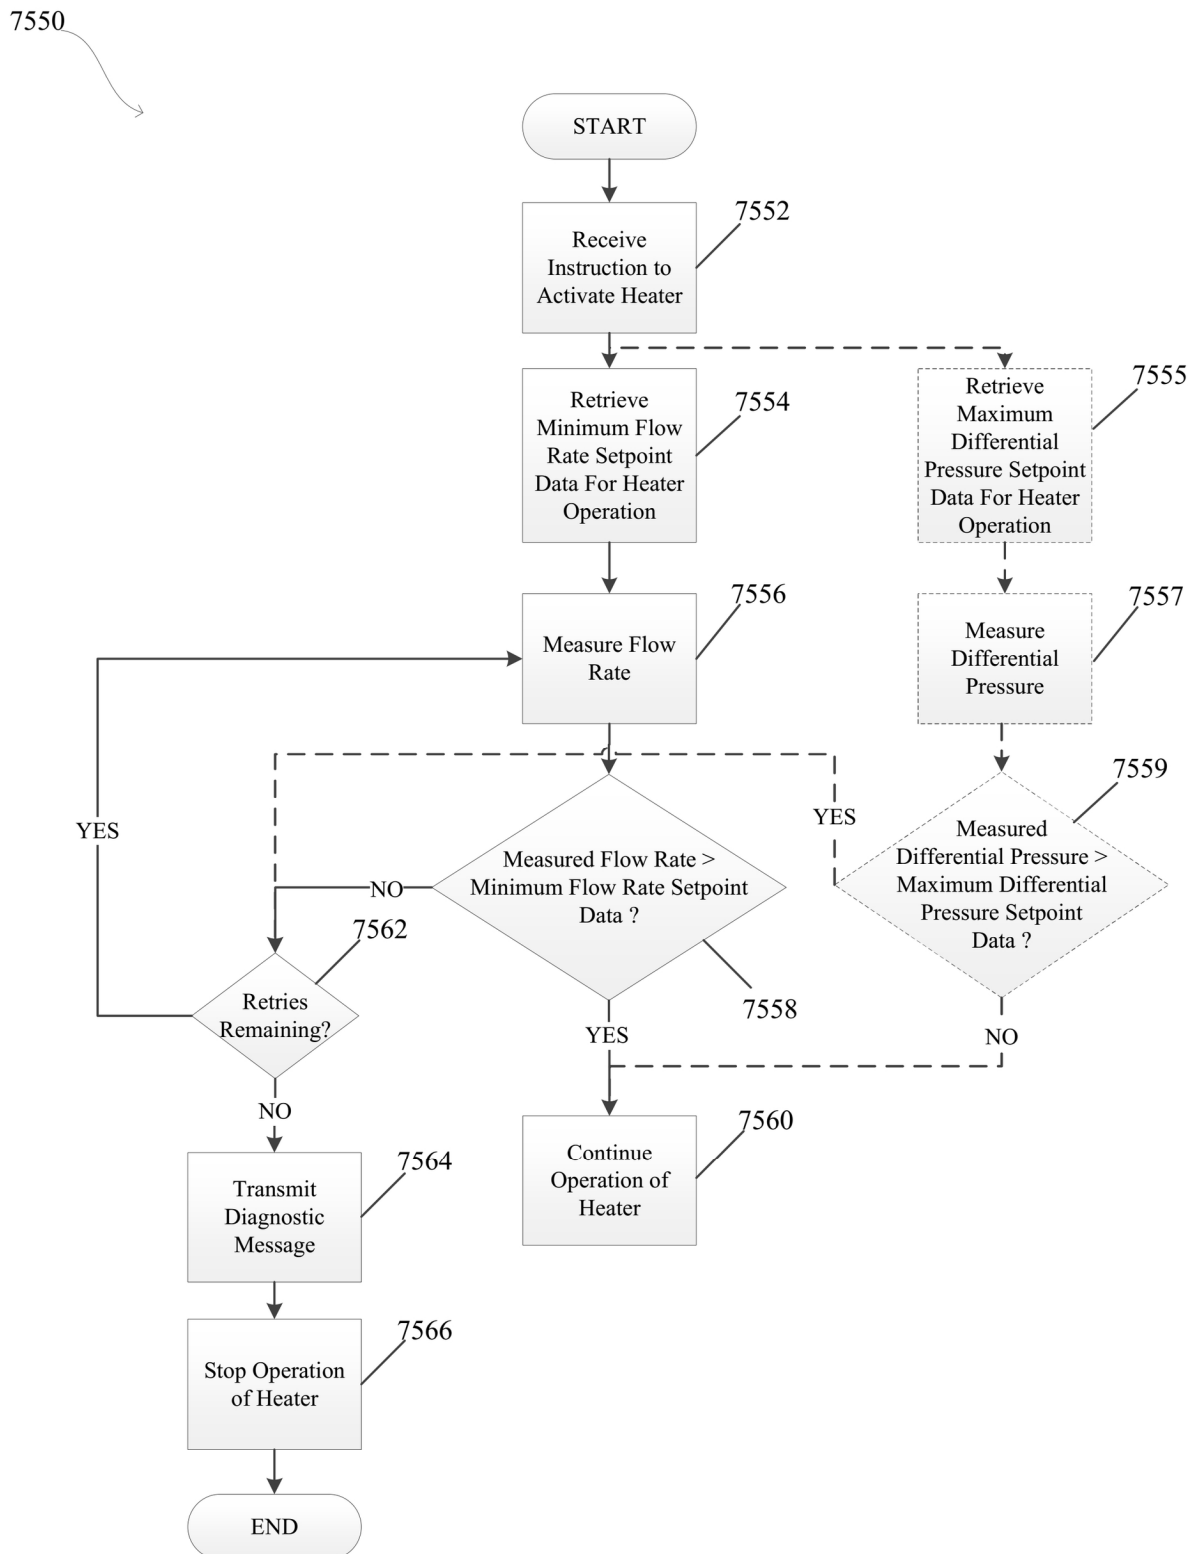 7550
START
7552
Receive
Instruction to
Activate Heater
7554
Retrieve
Minimum Flow
Rate Setpoint
Data For Heater
Operation
7555
Retrieve
Maximum
Differential
Pressure Setpoint
Data For Heater
Operation
7556
Measure Flow
Rate
7557
Measure
Differential
Pressure
7559
YES
YES
Measured
Differential Pressure >
Maximum Differential
Pressure Setpoint
Data ?
Measured Flow Rate >
Minimum Flow Rate Setpoint
Data ?
NO
7562
7558
Retries
Remaining?
YES
NO
NO
7560
Continue
Operation of
Heater
7564
Transmit
Diagnostic
Message
7566
Stop Operation
of Heater
END